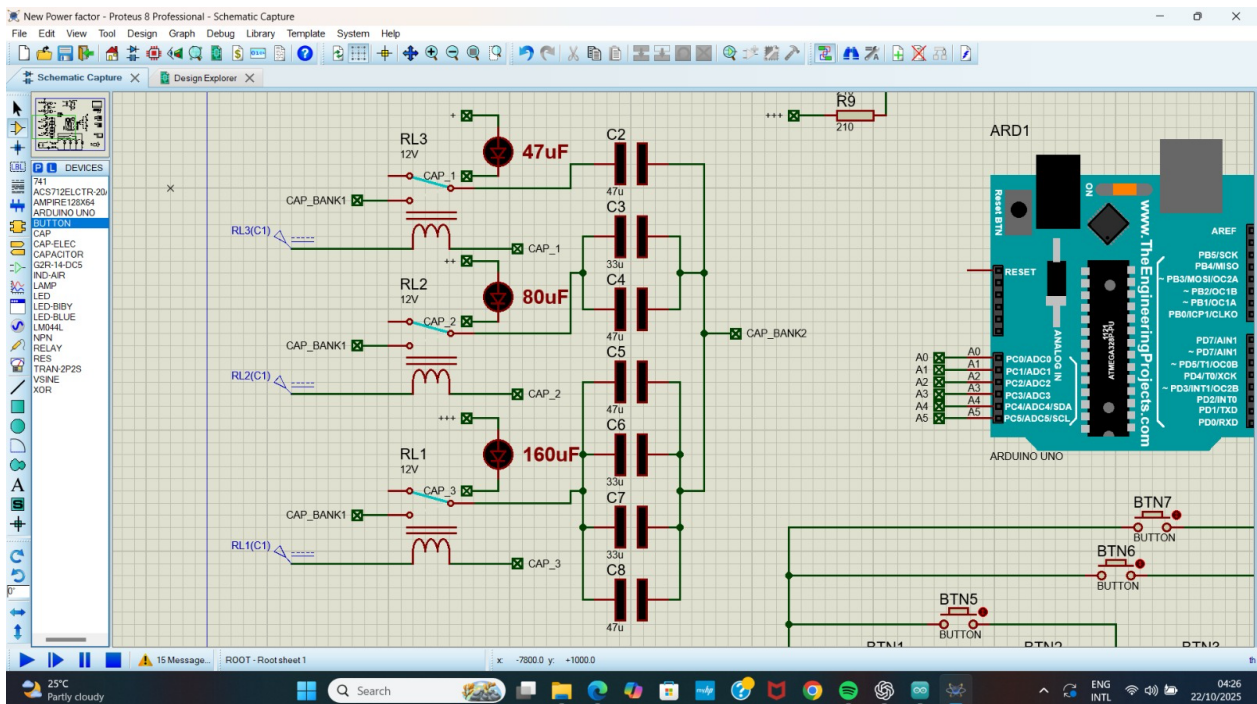 New Power factor - Proteus 8 Professional - Schematic Capture
File Edit View Tool Design Graph Debug Library Template System Help
Schematic Capture
Design Explorer
P L DEVICES
741
ACS712ELCTR-20A
AMPIRE128X64
ARDUINO UNO
BUTTON
CAP
CAP-ELEC
CAPACITOR
G2R-14-DC5
IND-AIR
LAMP
LED
LED-BIBY
LED-BLUE
LM044L
NPN
RELAY
RES
TRAN-2P2S
VSINE
XOR
+
RL3
12V
47uF
CAP_1
CAP_BANK1
RL3(C1)
CAP_1
++
RL2
12V
80uF
CAP_2
CAP_BANK1
RL2(C1)
CAP_2
+++
RL1
12V
160uF
CAP_3
CAP_BANK1
RL1(C1)
CAP_3
C2
47u
C3
33u
C4
47u
C5
47u
C6
33u
C7
33u
C8
47u
CAP_BANK2
+++
R9
210
ARD1
ON
Reset BTN
www.TheEngineeringProjects.com
RESET
ANALOG IN
ATMEGA328P-PU
1121
AREF
PB5/SCK
PB4/MISO
~ PB3/MOSI/OC2A
~ PB2/OC1B
~ PB1/OC1A
PB0/ICP1/CLKO
PD7/AIN1
~ PD7/AIN1
~ PD5/T1/OC0B
PD4/T0/XCK
~ PD3/INT1/OC2B
PD2/INT0
PD1/TXD
PD0/RXD
A0 A0 PC0/ADC0
A1 A1 PC1/ADC1
A2 A2 PC2/ADC2
A3 A3 PC3/ADC3
A4 A4 PC4/ADC4/SDA
A5 A5 PC5/ADC5/SCL
ARDUINO UNO
BTN7
BUTTON
BTN6
BUTTON
BTN5
BUTTON
BTN1 BTN2 BTN3
15 Message...
ROOT - Root sheet 1
x: -7800.0 y: +1000.0
th
25°C
Partly cloudy
Search
ENG
INTL
04:26
22/10/2025